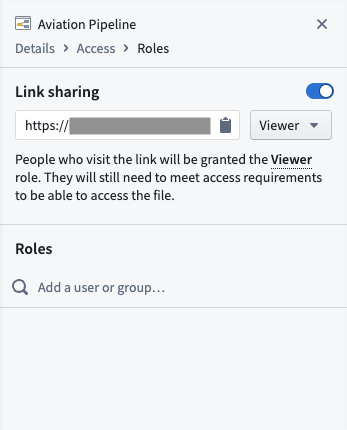 Aviation Pipeline
Details > Access > Roles
Link sharing
https://
Viewer
People who visit the link will be granted the Viewer
role. They will still need to meet access requirements
to be able to access the file.
Roles
Add a user or group…